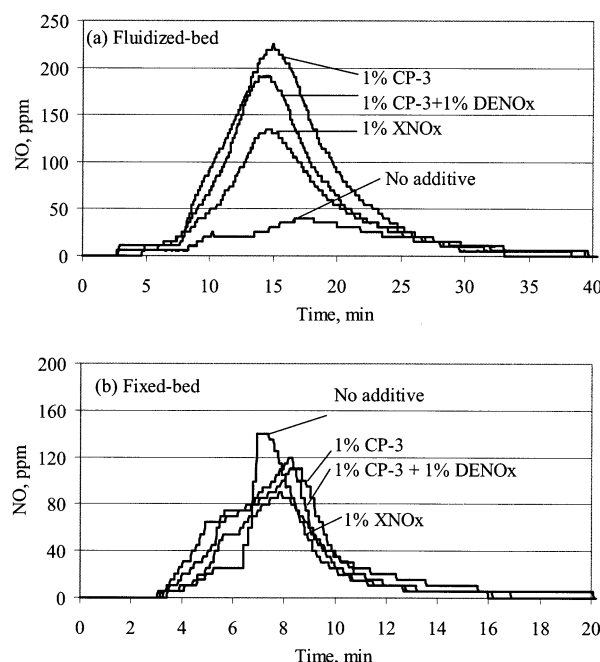 (a) Fluidized-bed
250
200
150
100
50
0
NO, ppm
1% CP-3
1% CP-3+1% DENOx
1% XNOx
No additive
0 5 10 15 20 25 30 35 40
Time, min
(b) Fixed-bed
200
160
120
80
40
0
NO, ppm
No additive
1% CP-3
1% CP-3 + 1% DENOx
1% XNOx
0 2 4 6 8 10 12 14 16 18 20
Time, min